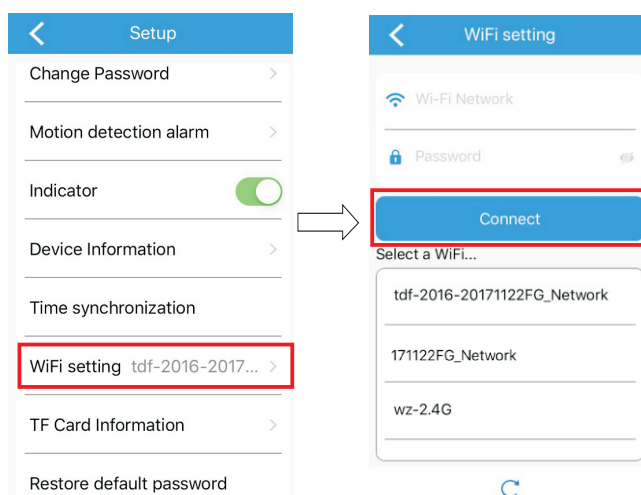 Setup
Change Password
Motion detection alarm
Indicator
Device Information
Time synchronization
WiFi setting tdf-2016-2017...
TF Card Information
Restore default password
WiFi setting
Wi-Fi Network
Password
Connect
Select a WiFi...
tdf-2016-20171122FG_Network
171122FG_Network
wz-2.4G